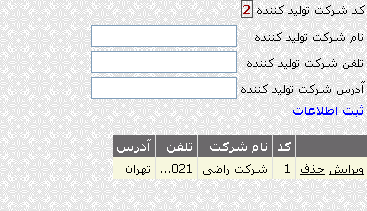 کد شرکت تولید کننده 2
نام شرکت تولید کننده
تلفن شرکت تولید کننده
آدرس شرکت تولید کننده
ثبت اطلاعات
کد نام شرکت تلفن آدرس
ویرایش حذف 1 شرکت راضی 021... تهران